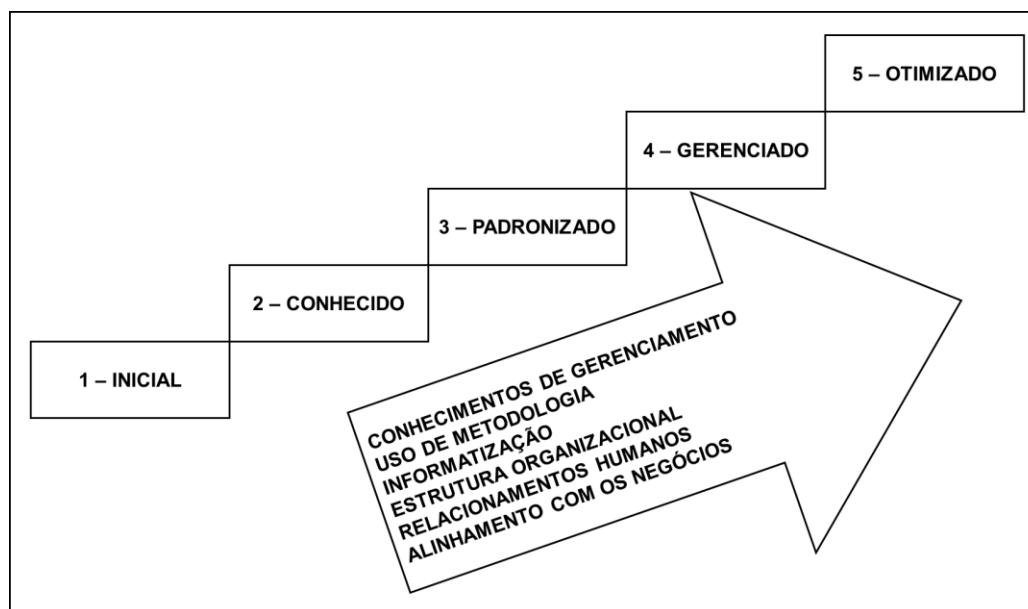 5 – OTIMIZADO
4 – GERENCIADO
3 – PADRONIZADO
2 – CONHECIDO
1 – INICIAL
CONHECIMENTOS DE GERENCIAMENTO
USO DE METODOLOGIA
INFORMATIZAÇÃO
ESTRUTURA ORGANIZACIONAL
RELACIONAMENTOS HUMANOS
ALINHAMENTO COM OS NEGÓCIOS